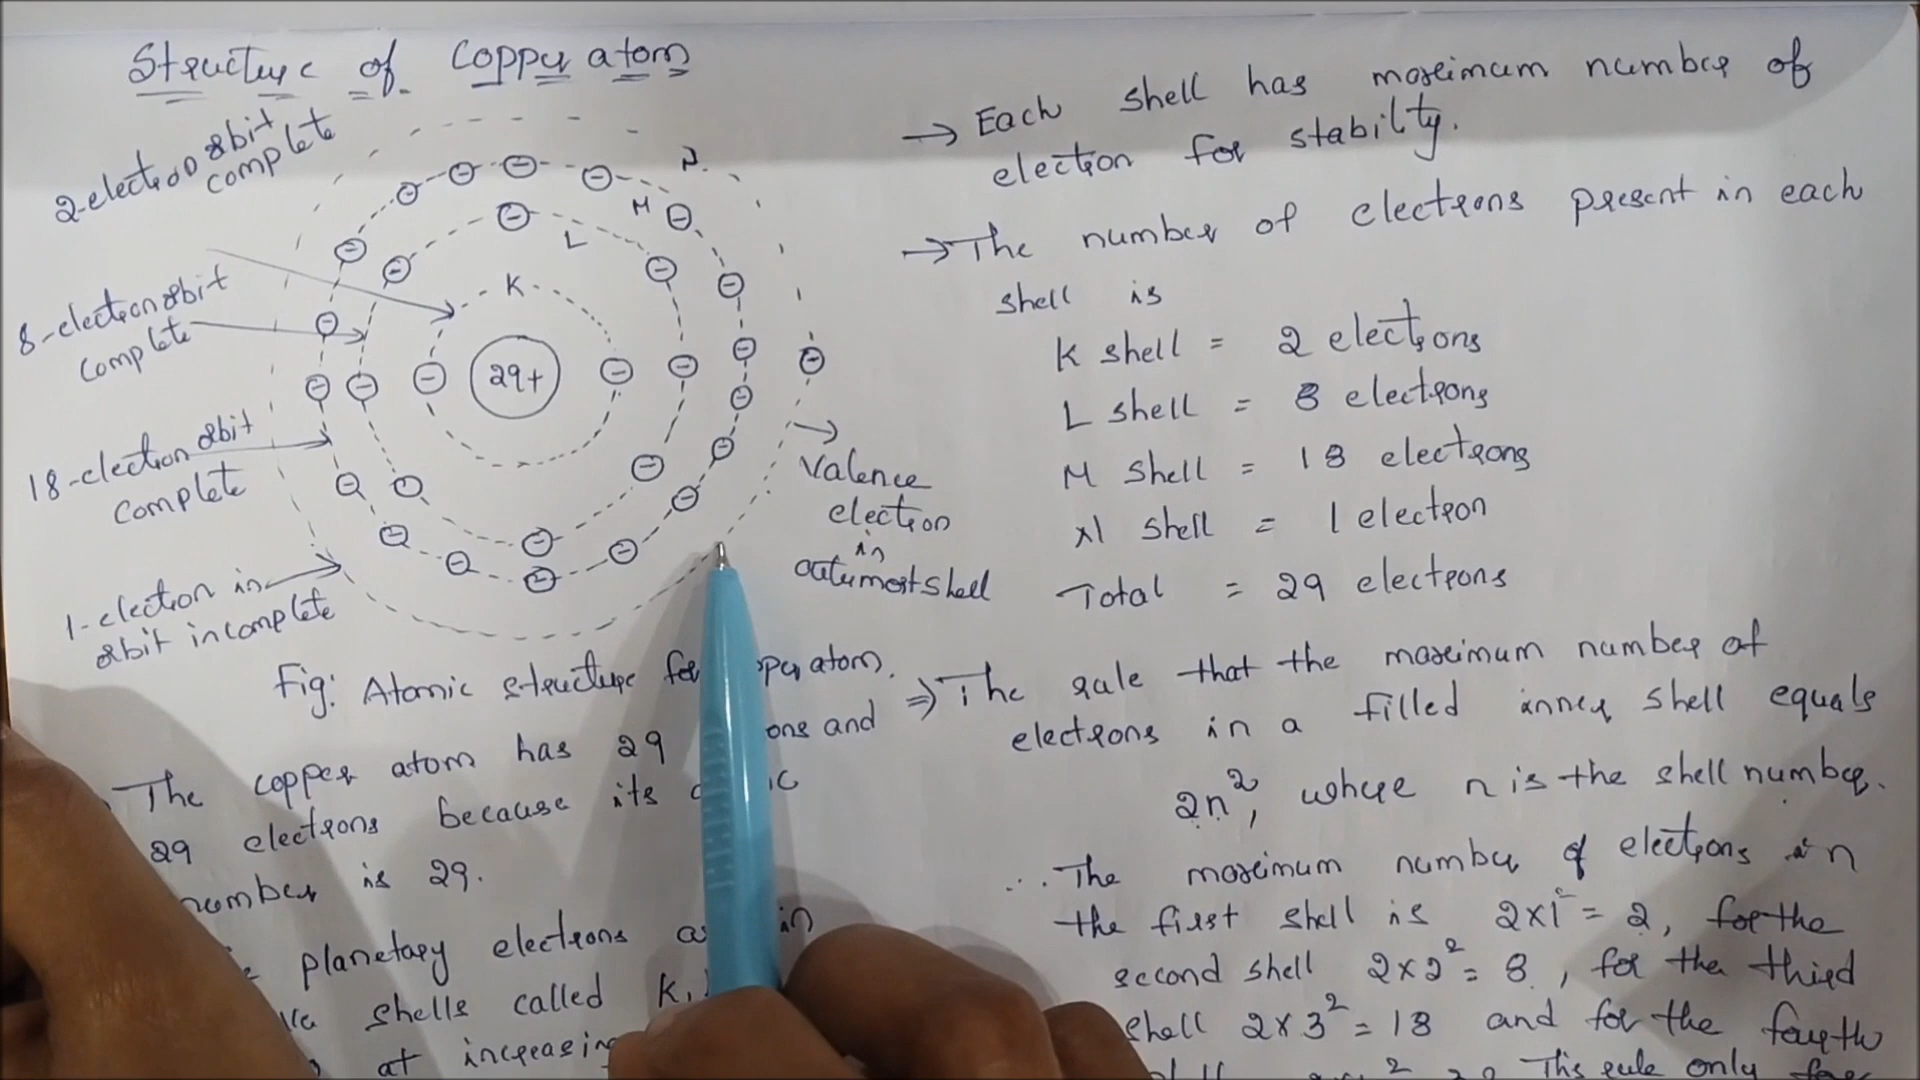 Structure of Copper atom
2-electron orbit
complete
8-electron orbit
complete
18-electron orbit
complete
1-electron in
orbit incomplete
N
M
L
K
29+
Valence
electron
in
outermost shell
Fig: Atomic structure for pper atom.
The copper atom has 29 ons and
29 electrons because its ic
number is 29.
planetary electrons in
shells called K,
at increasing
→ Each shell has maximum number of
electron for stability.
→ The number of electrons present in each
shell is
K shell = 2 electrons
L shell = 8 electrons
M shell = 18 electrons
N shell = 1 electron
Total = 29 electrons
⇒ The rule that the maximum number of
electrons in a filled inner shell equals
2n², where n is the shell number.
∴ The maximum number of electrons in
the first shell is 2×1² = 2, for the
second shell 2×2² = 8, for the third
shell 2×3² = 18 and for the fourth
This rule only